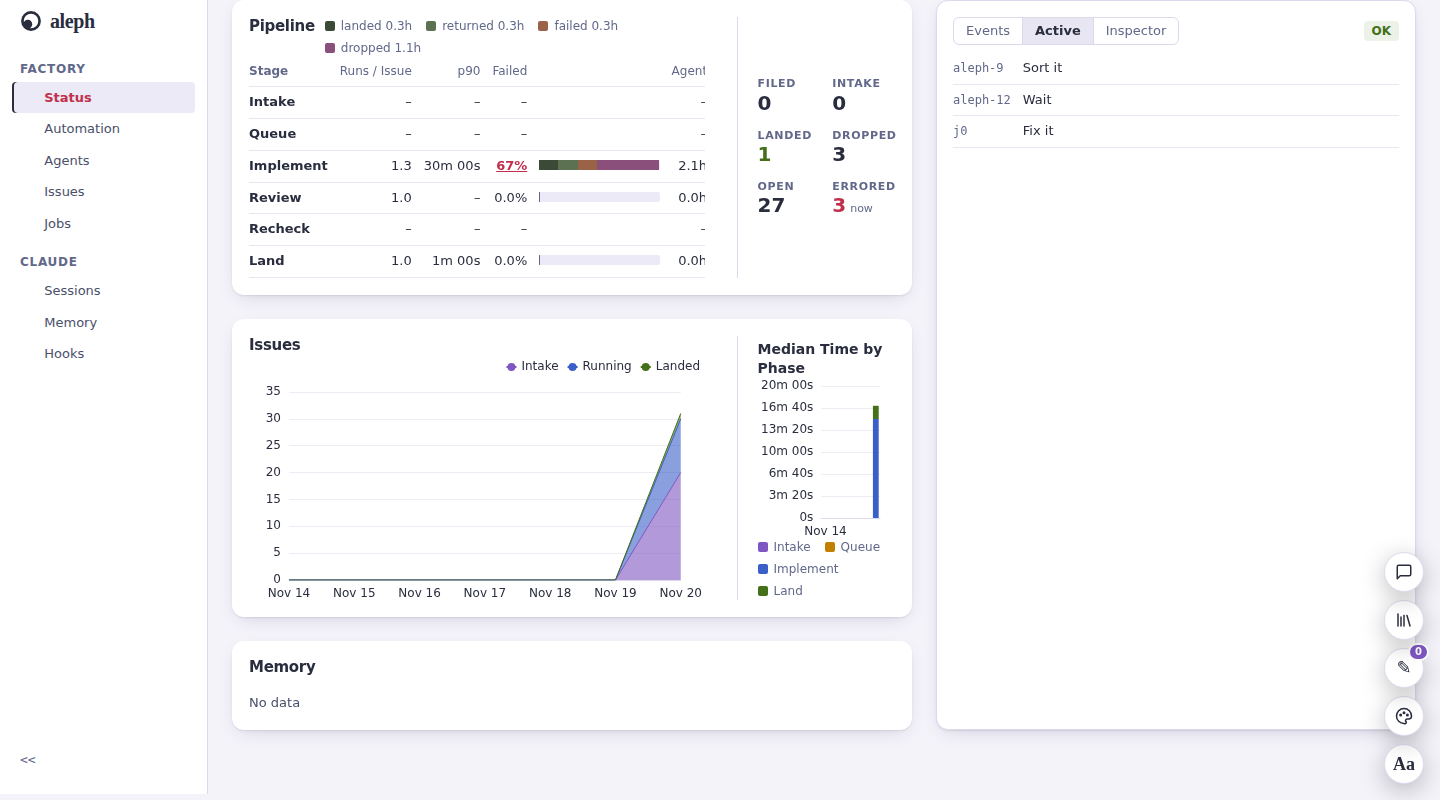 aleph
FACTORY
Status
Automation
Agents
Issues
Jobs
CLAUDE
Sessions
Memory
Hooks
<<
Pipeline landed 0.3h returned 0.3h failed 0.3h
dropped 1.1h
Stage Runs / Issue p90 Failed Agent
Intake – – – –
Queue – – – –
Implement 1.3 30m 00s 67% 2.1h
Review 1.0 – 0.0% 0.0h
Recheck – – – –
Land 1.0 1m 00s 0.0% 0.0h
FILED INTAKE
0 0
LANDED DROPPED
1 3
OPEN ERRORED
27 3 now
Issues
Intake Running Landed
35
30
25
20
15
10
5
0
Nov 14 Nov 15 Nov 16 Nov 17 Nov 18 Nov 19 Nov 20
Median Time by
Phase
20m 00s
16m 40s
13m 20s
10m 00s
6m 40s
3m 20s
0s
Nov 14
Intake Queue
Implement
Land
Memory
No data
Events Active Inspector OK
aleph-9 Sort it
aleph-12 Wait
j0 Fix it
0
Aa